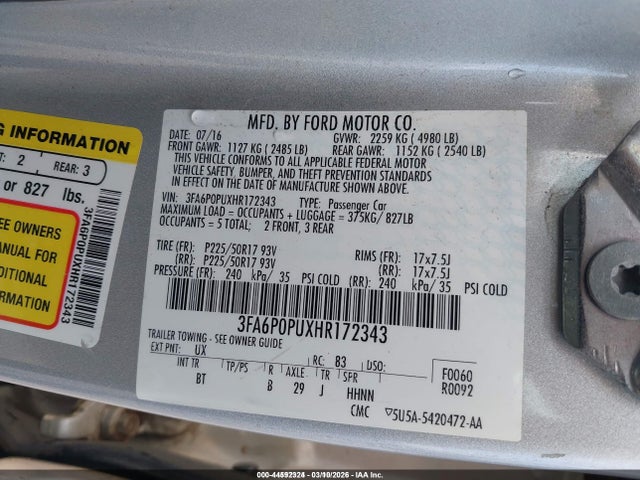 G INFORMATION
T: 2 REAR: 3
or 827 lbs.
EE OWNERS
ANUAL FOR
DDITIONAL
FORMATION
3FA6P0PUXHR172343
MFD. BY FORD MOTOR CO.
DATE: 07/16 GVWR: 2259 KG ( 4980 LB)
FRONT GAWR: 1127 KG ( 2485 LB) REAR GAWR: 1152 KG ( 2540 LB)
THIS VEHICLE CONFORMS TO ALL APPLICABLE FEDERAL MOTOR
VEHICLE SAFETY, BUMPER, AND THEFT PREVENTION STANDARDS
IN EFFECT ON THE DATE OF MANUFACTURE SHOWN ABOVE.
VIN: 3FA6P0PUXHR172343 TYPE: Passenger Car
MAXIMUM LOAD = OCCUPANTS + LUGGAGE = 375KG/ 827LB
OCCUPANTS = 5 TOTAL; 2 FRONT, 3 REAR
TIRE (FR): P225/50R17 93V RIMS (FR): 17x7.5J
(RR): P225/50R17 93V (RR): 17x7.5J
PRESSURE (FR): 240 kPa/ 35 PSI COLD (RR): 240 kPa/ 35 PSI COLD
3FA6P0PUXHR172343
TRAILER TOWING - SEE OWNER GUIDE
EXT PNT: UX RC: B3 DSO: F0060
INT TR TP/PS R AXLE TR SPR R0092
BT B 29 J HHNN
CMC 5U5A-5420472-AA
000-44592324 - 03/10/2026 - IAA Inc.